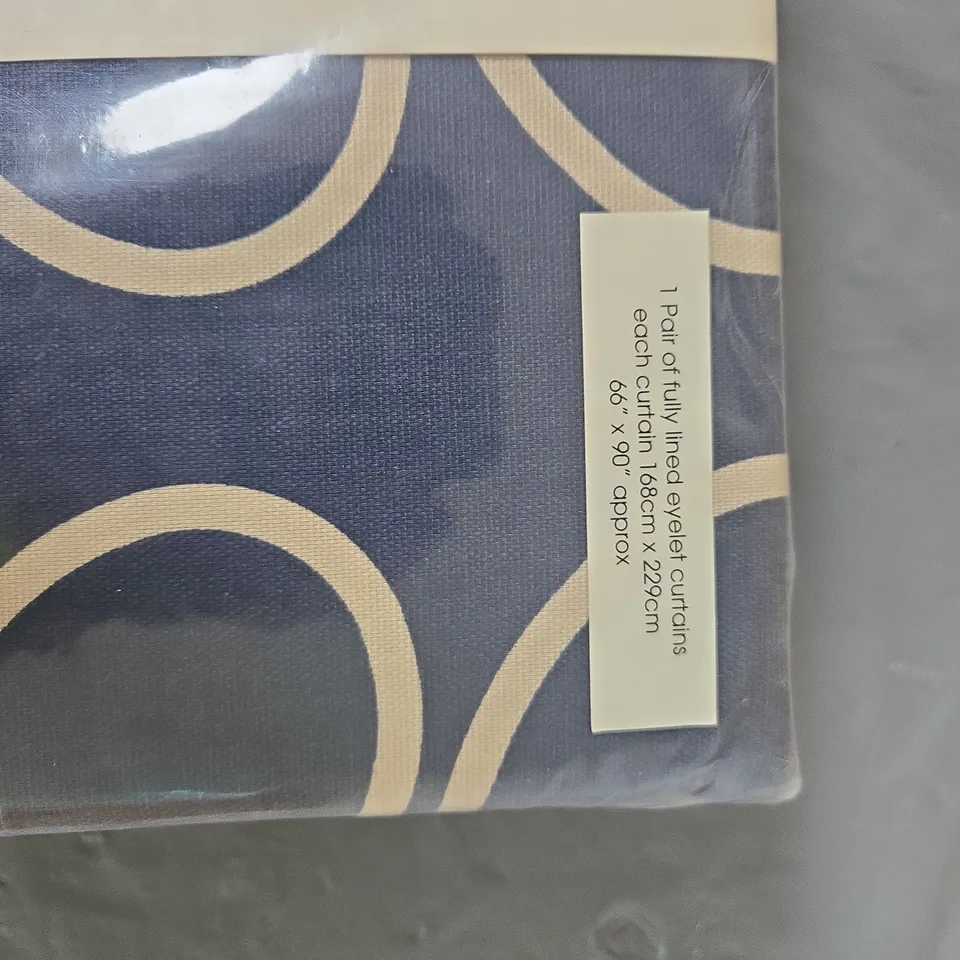 1 Pair of fully lined eyelet curtains
each curtain 168cm x 229cm
66" x 90" approx